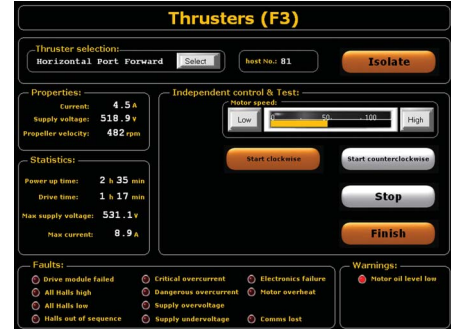 Thrusters (F3)
Thruster selection:
Horizontal Port Forward
Select
host No.: 81
Isolate
Properties:
Current: 4.5 A
Supply voltage: 518.9 V
Propeller velocity: 482 rpm
Independent control & Test:
Motor speed:
Low
0 50 100
High
Start clockwise
Start counterclockwise
Stop
Finish
Statistics:
Power up time: 2 h 35 min
Drive time: 1 h 17 min
Max supply voltage: 531.1 V
Max current: 8.9 A
Faults:
Drive module failed
All Halls high
All Halls low
Halls out of sequence
Critical overcurrent
Dangerous overcurrent
Supply overvoltage
Supply undervoltage
Electronics failure
Motor overheat
Comms lost
Warnings:
Motor oil level low